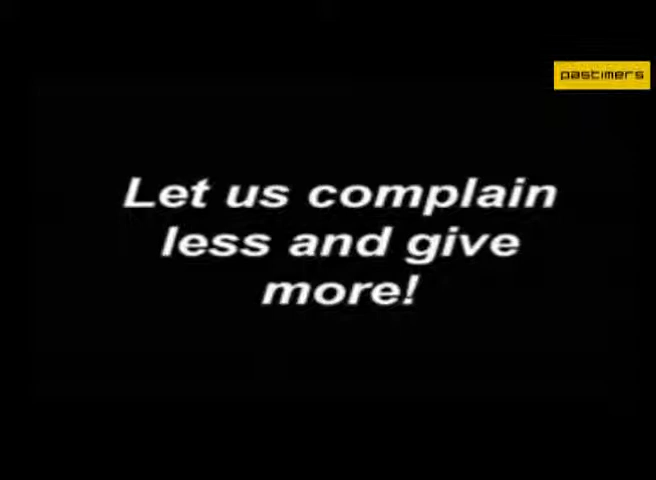 pastimers
Let us complain
less and give
more!